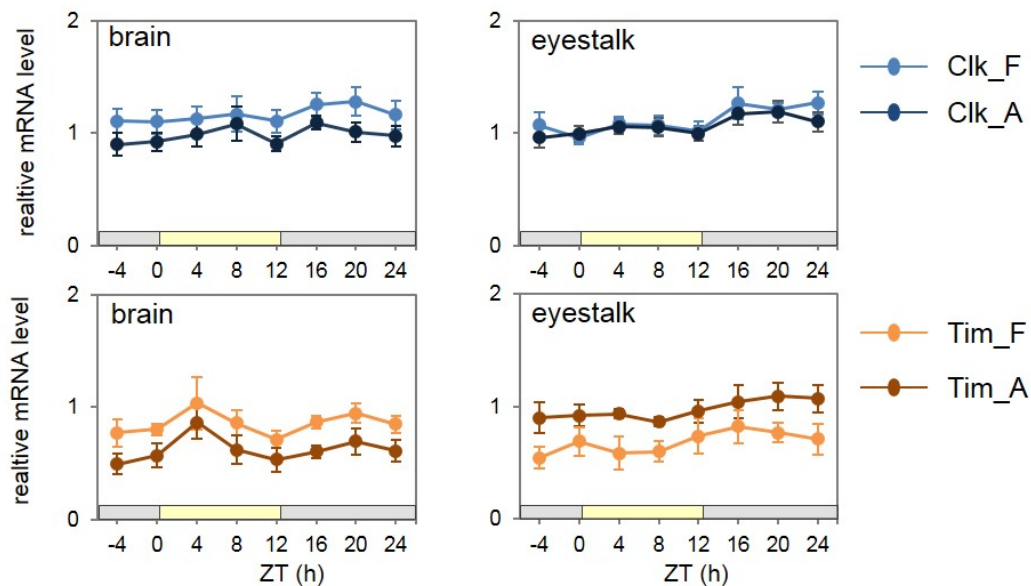 2
1
0
realtive mRNA level
brain
-4 0 4 8 12 16 20 24
2
1
0
eyestalk
-4 0 4 8 12 16 20 24
Clk_F
Clk_A
2
1
0
realtive mRNA level
brain
-4 0 4 8 12 16 20 24
ZT (h)
2
1
0
eyestalk
-4 0 4 8 12 16 20 24
ZT (h)
Tim_F
Tim_A